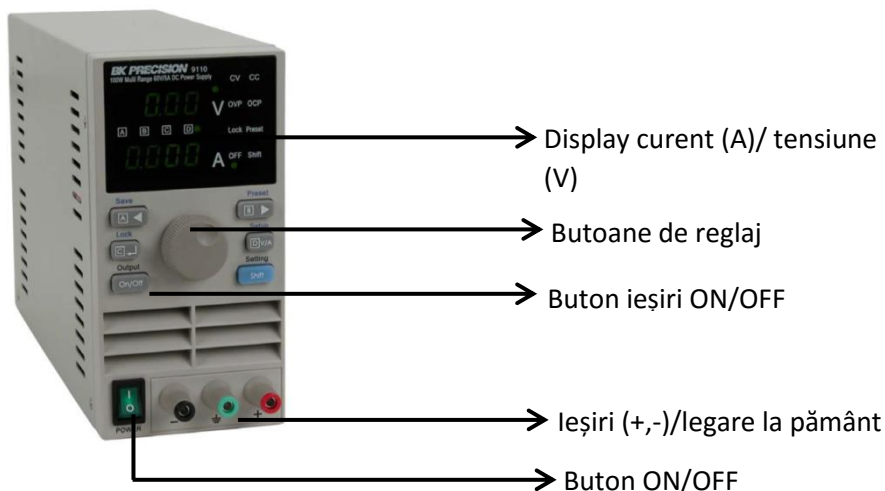 BK PRECISION 9110
100W Multi Range 60V/5A DC Power Supply
CV CC
0.00 V OVP OCP
A B C D Lock Preset
0.000 A OFF Shift
Save Preset
A B
Lock Setup
C D V/A
Output Setting
On/Off Shift
I
O
POWER
- +
Display curent (A)/ tensiune
(V)
Butoane de reglaj
Buton ieșiri ON/OFF
Ieșiri (+,-)/legare la pământ
Buton ON/OFF